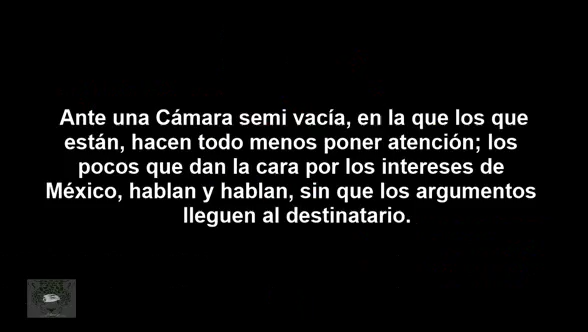 Ante una Cámara semi vacía, en la que los que
están, hacen todo menos poner atención; los
pocos que dan la cara por los intereses de
México, hablan y hablan, sin que los argumentos
lleguen al destinatario.